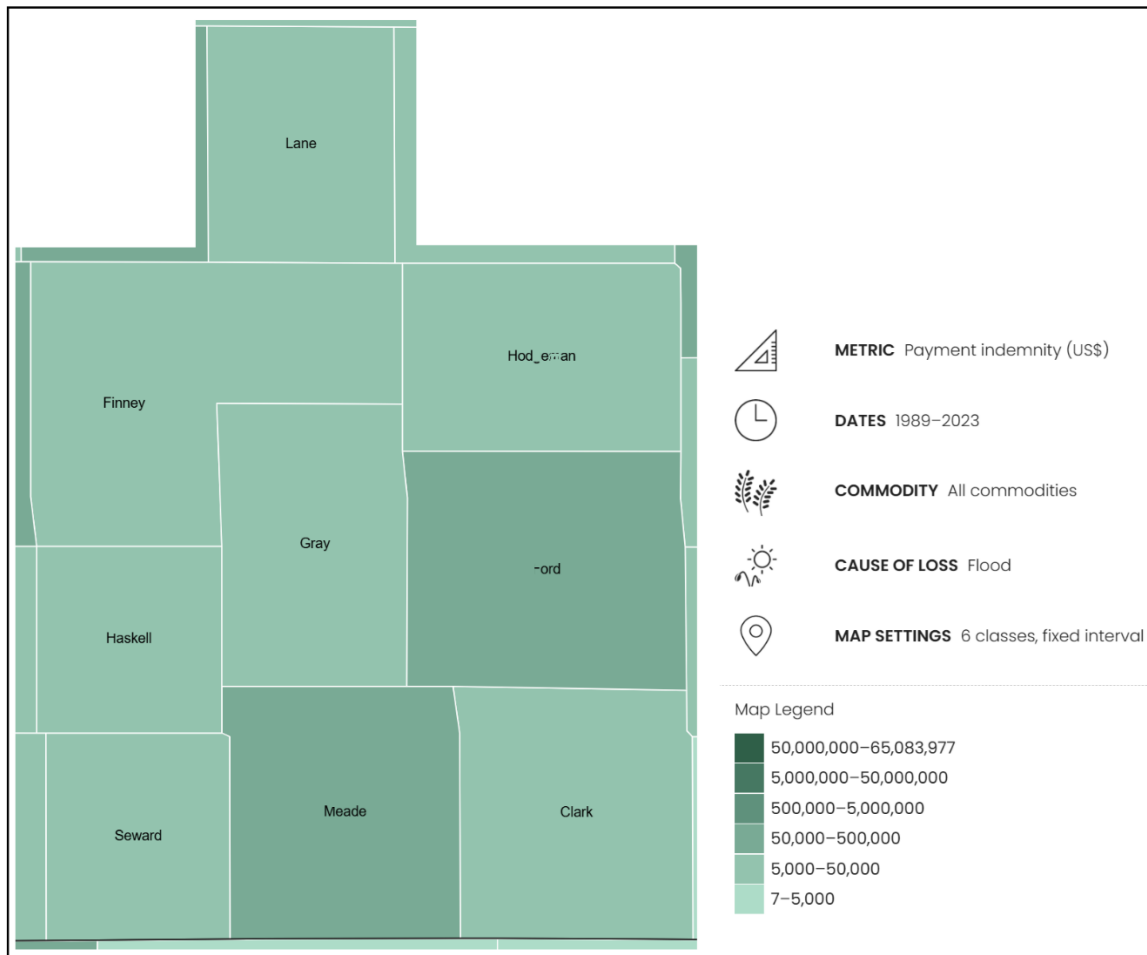 Lane
Finney
Gray
Haskell
Meade
Clark
Seward
METRIC Payment indemnity (US$)
DATES 1989–2023
COMMODITY All commodities
CAUSE OF LOSS Flood
MAP SETTINGS 6 classes, fixed interval
Map Legend
50,000,000–65,083,977
5,000,000–50,000,000
500,000–5,000,000
50,000–500,000
5,000–50,000
7–5,000